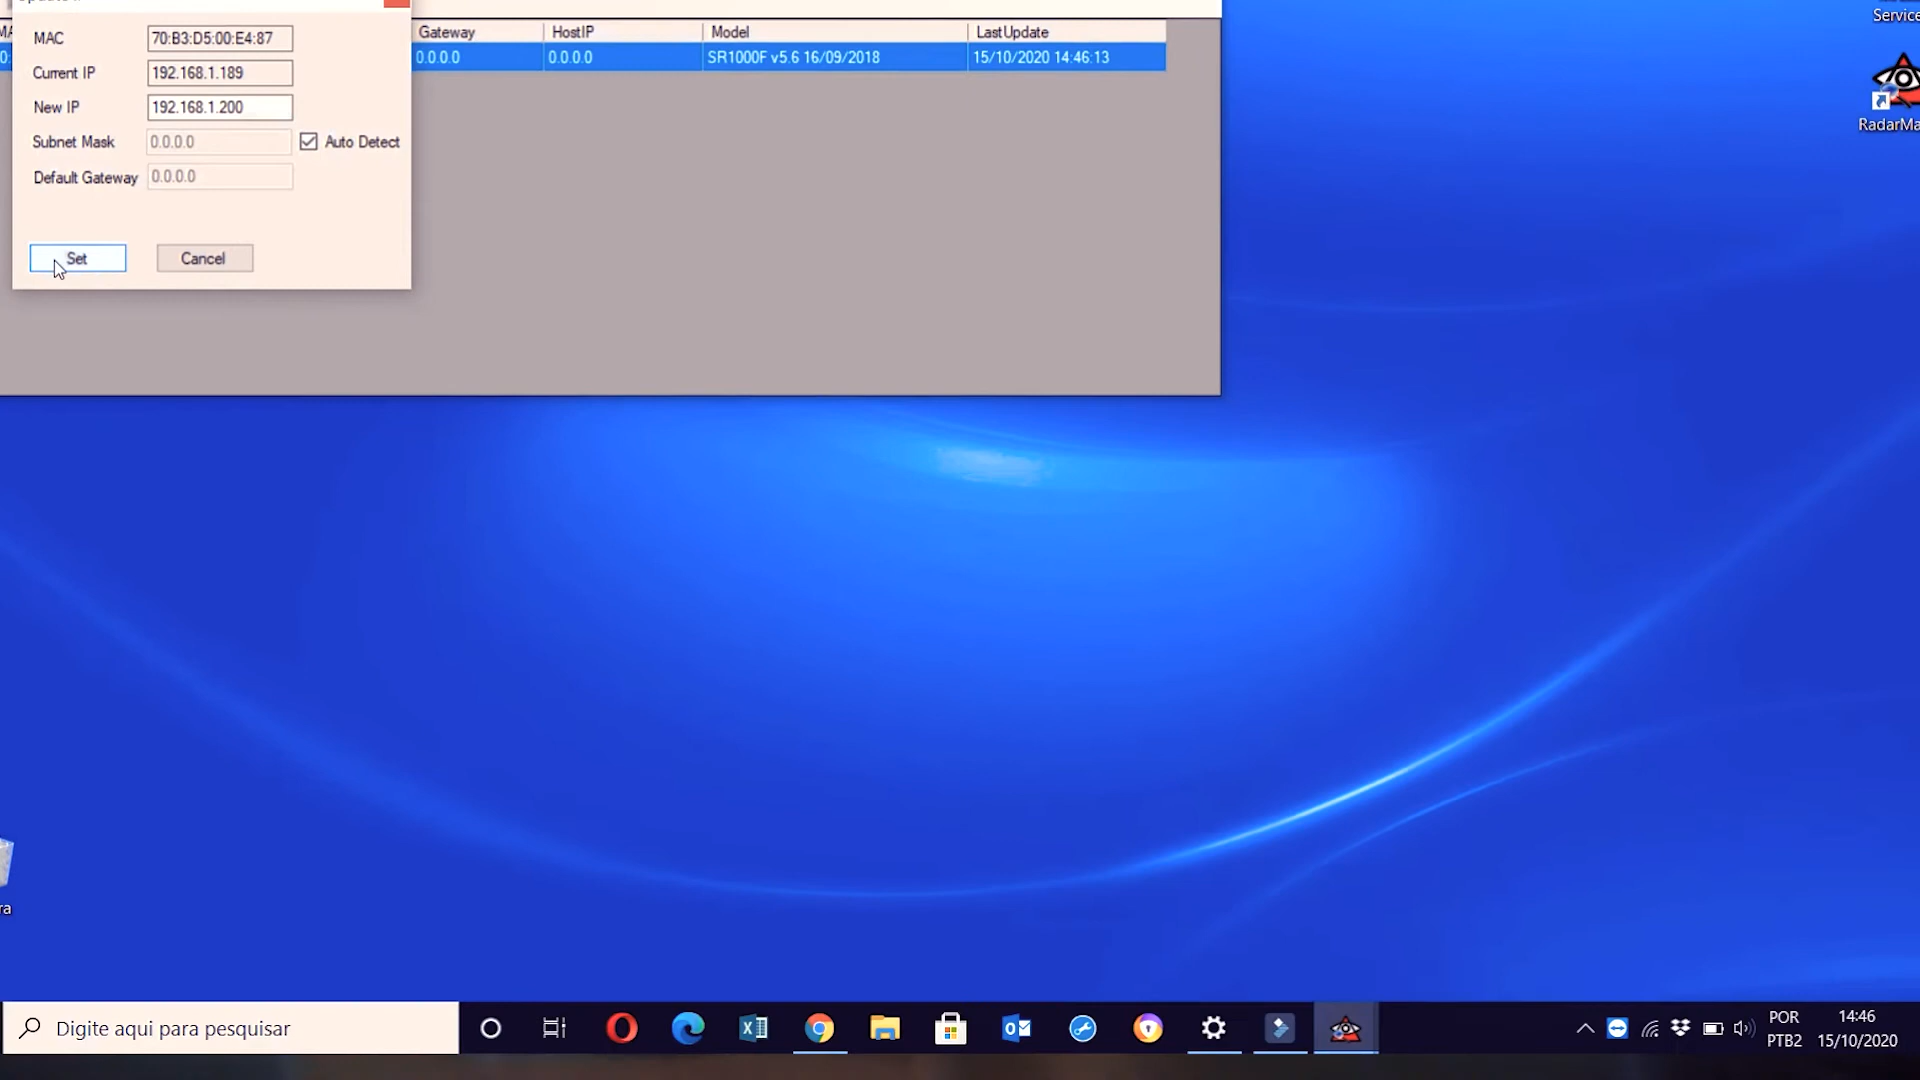 MAC 70:B3:D5:00:E4:87
Current IP 192.168.1.189
New IP 192.168.1.200
Subnet Mask 0.0.0.0 Auto Detect
Default Gateway 0.0.0.0
Set Cancel
Gateway HostIP Model LastUpdate
0.0.0.0 0.0.0.0 SR1000F v5.6 16/09/2018 15/10/2020 14:46:13
Service
RadarMa
ra
Digite aqui para pesquisar
POR
PTB2
14:46
15/10/2020